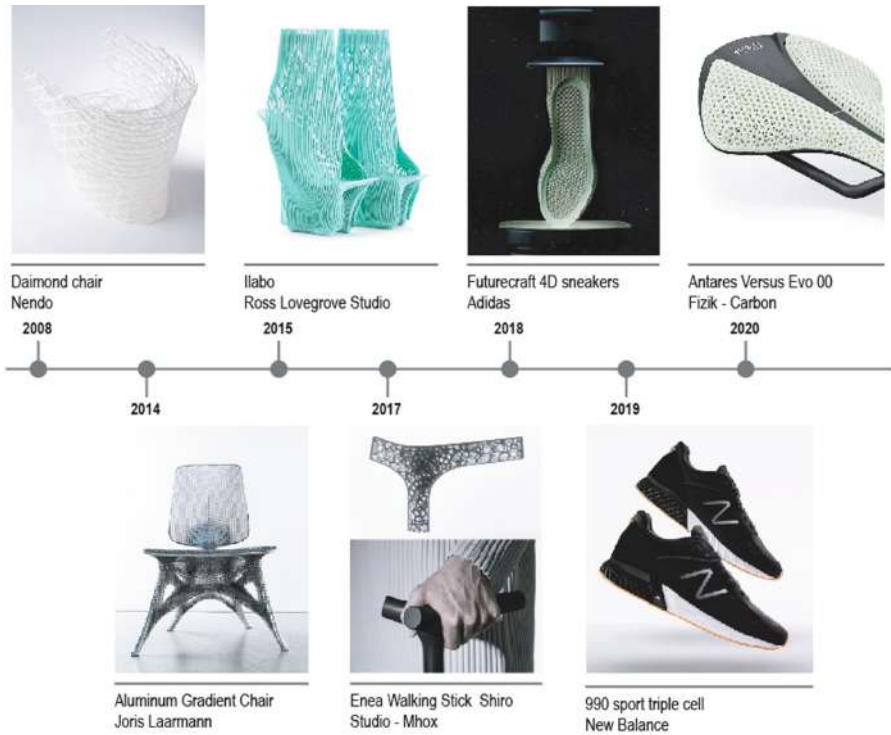 Daimond chair
Nendo
2008
Ilabo
Ross Lovegrove Studio
2015
Futurecraft 4D sneakers
Adidas
2018
Antares Versus Evo 00
Fizik - Carbon
2020
2014
Aluminum Gradient Chair
Joris Laarmann
2017
Enea Walking Stick Shiro
Studio - Mhox
2019
990 sport triple cell
New Balance